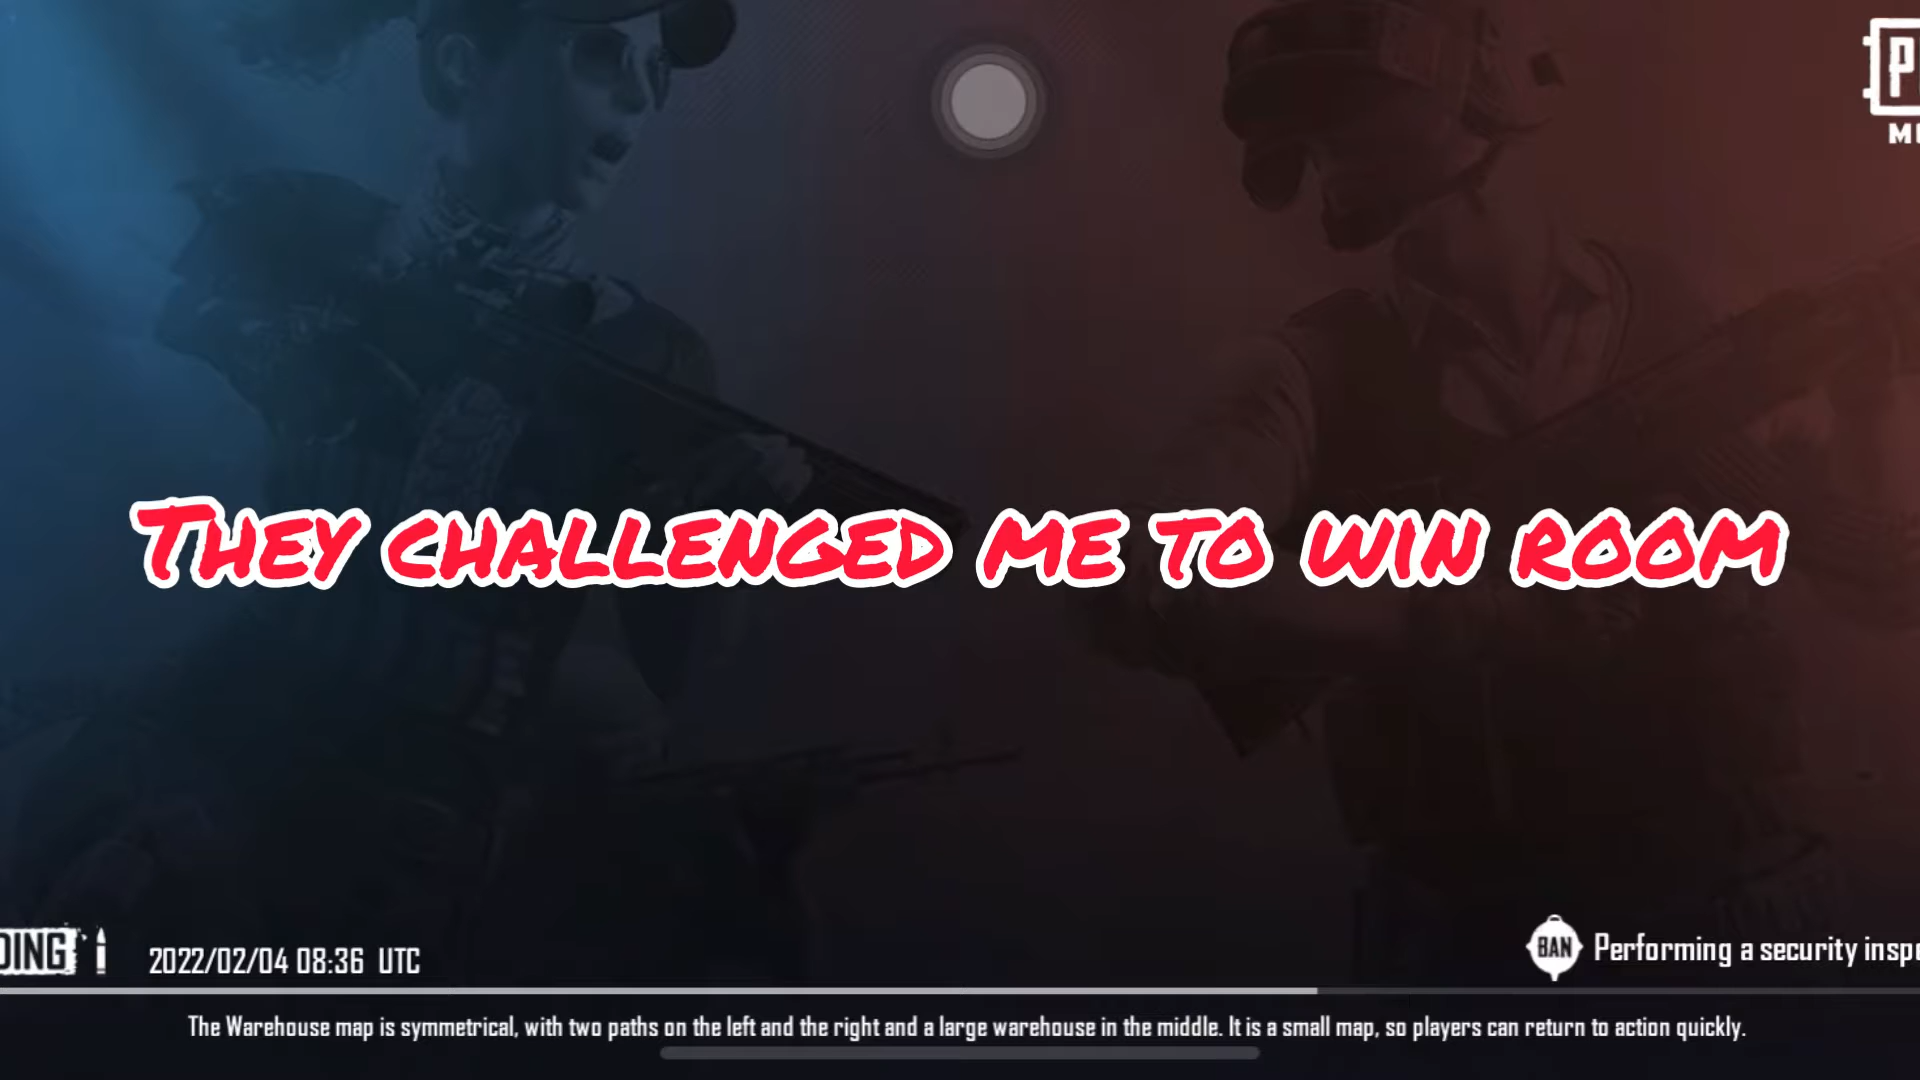 P
M
THEY CHALLENGED ME TO WIN ROOM
DING
2022/02/04 08:36 UTC
BAN
Performing a security inspe
The Warehouse map is symmetrical, with two paths on the left and the right and a large warehouse in the middle. It is a small map, so players can return to action quickly.